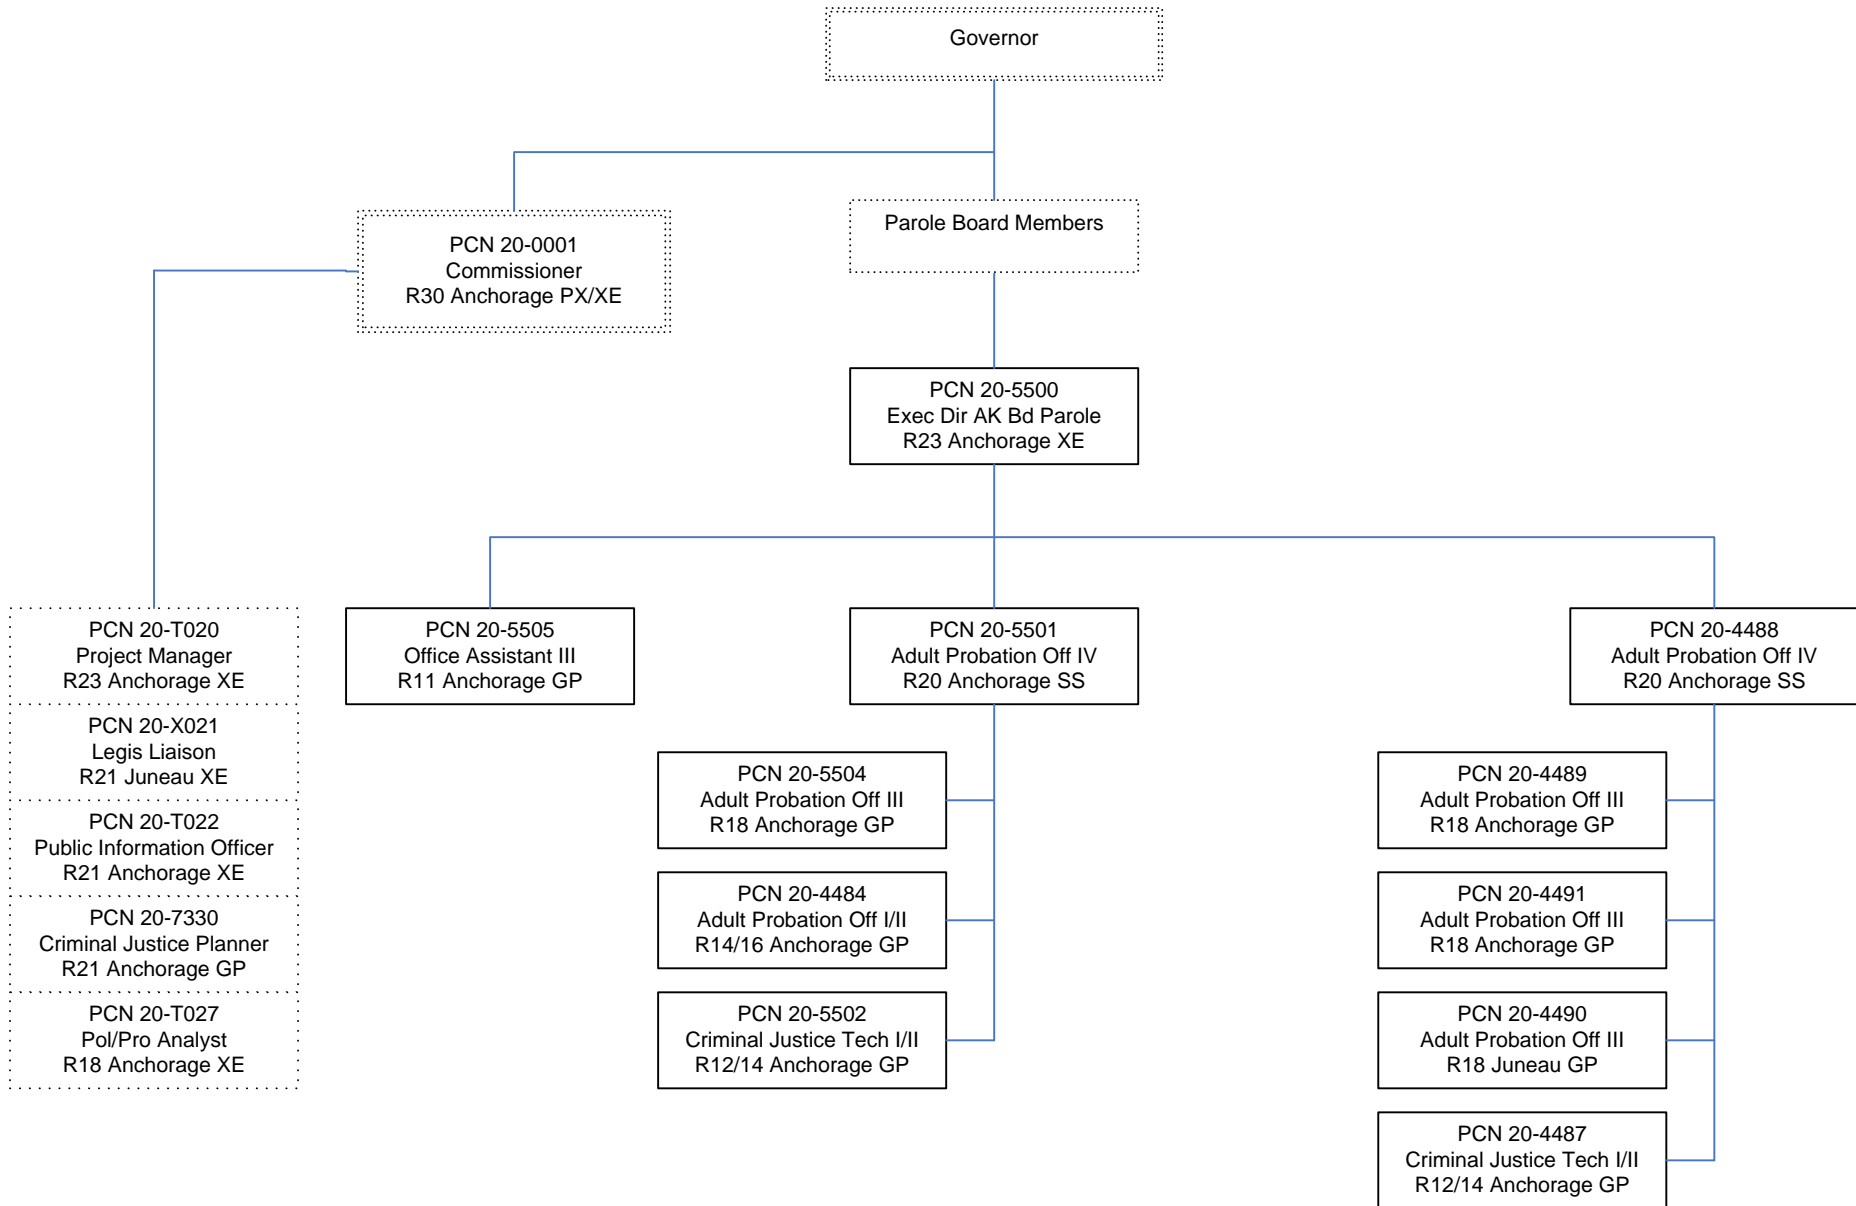 Governor
PCN 20-0001
Commissioner
R30 Anchorage PX/XE
Parole Board Members
PCN 20-5500
Exec Dir AK Bd Parole
R23 Anchorage XE
PCN 20-T020
Project Manager
R23 Anchorage XE
PCN 20-X021
Legis Liaison
R21 Juneau XE
PCN 20-T022
Public Information Officer
R21 Anchorage XE
PCN 20-7330
Criminal Justice Planner
R21 Anchorage GP
PCN 20-T027
Pol/Pro Analyst
R18 Anchorage XE
PCN 20-5505
Office Assistant III
R11 Anchorage GP
PCN 20-5501
Adult Probation Off IV
R20 Anchorage SS
PCN 20-5504
Adult Probation Off III
R18 Anchorage GP
PCN 20-4484
Adult Probation Off I/II
R14/16 Anchorage GP
PCN 20-5502
Criminal Justice Tech I/II
R12/14 Anchorage GP
PCN 20-4488
Adult Probation Off IV
R20 Anchorage SS
PCN 20-4489
Adult Probation Off III
R18 Anchorage GP
PCN 20-4491
Adult Probation Off III
R18 Anchorage GP
PCN 20-4490
Adult Probation Off III
R18 Juneau GP
PCN 20-4487
Criminal Justice Tech I/II
R12/14 Anchorage GP